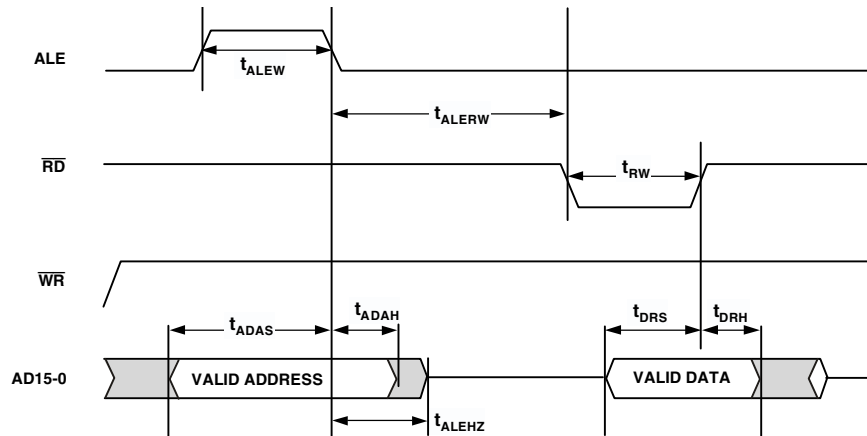 ALE
tALEW
tALERW
RD
tRW
WR
tADAS
tADAH
tDRS
tDRH
AD15-0
VALID ADDRESS
VALID DATA
tALEHZ